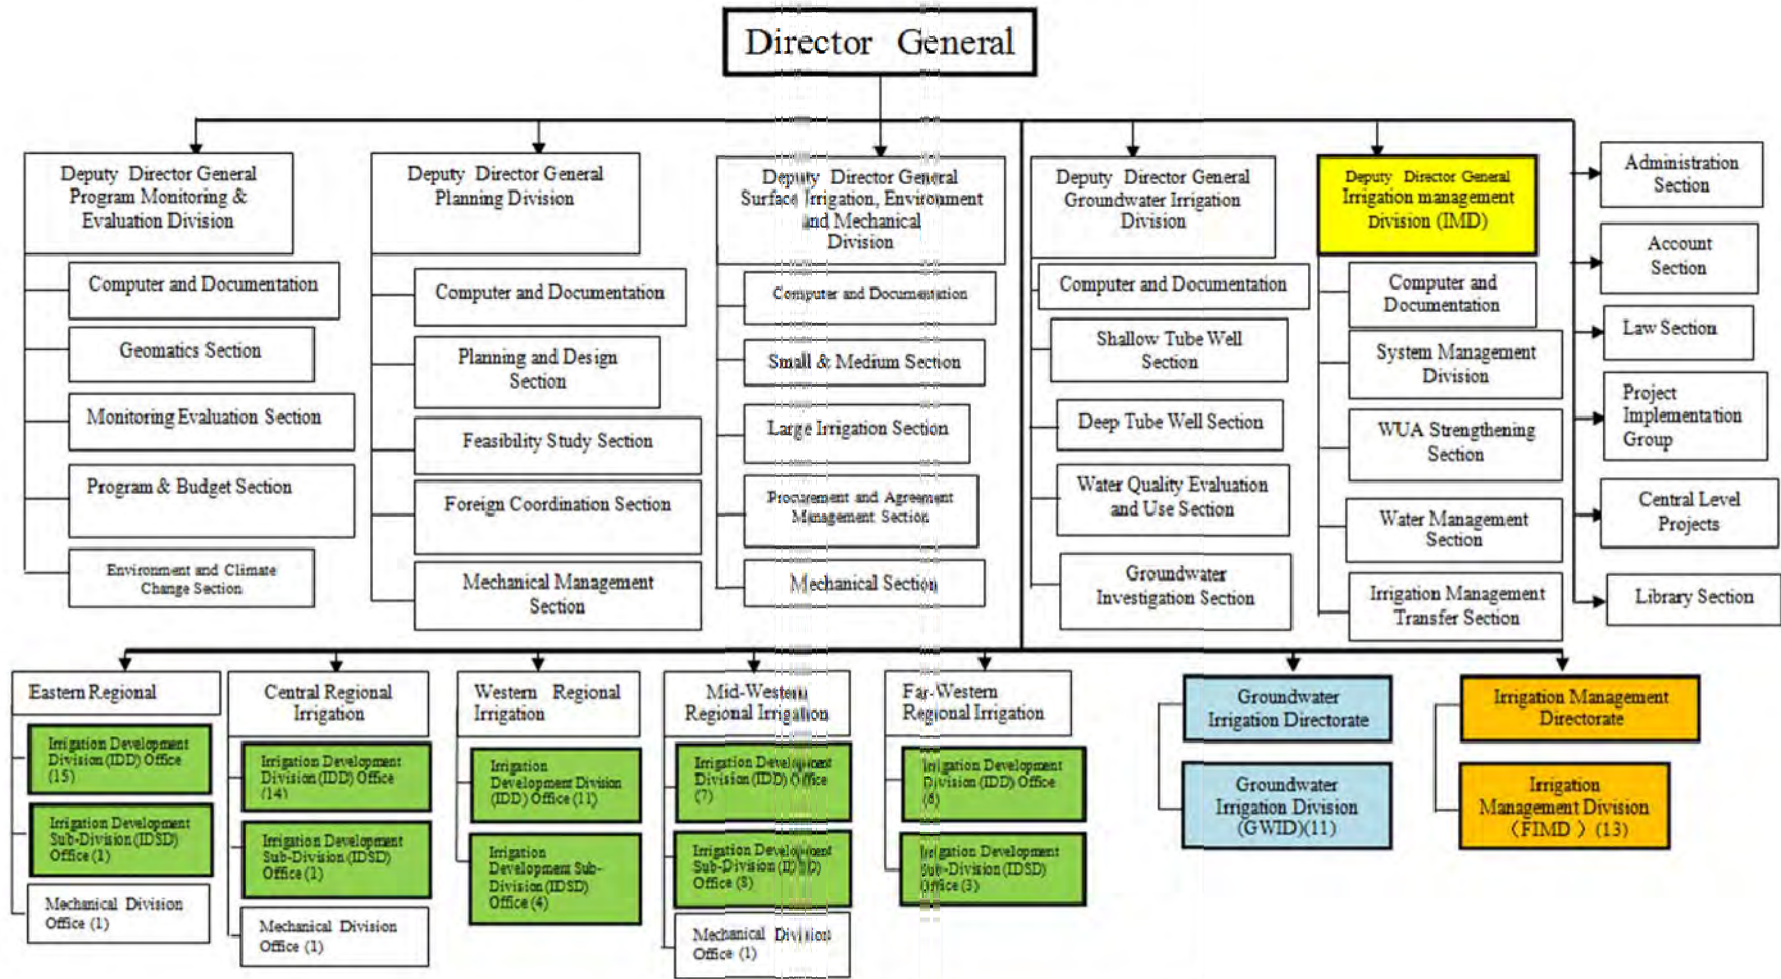 Director General
Deputy Director General
Program Monitoring &
Evaluation Division
Computer and Documentation
Geomatics Section
Monitoring Evaluation Section
Program & Budget Section
Environment and Climate
Change Section
Deputy Director General
Planning Division
Computer and Documentation
Planning and Design
Section
Feasibility Study Section
Foreign Coordination Section
Mechanical Management
Section
Deputy Director General
Surface Irrigation, Environment
and Mechanical
Division
Computer and Documentation
Small & Medium Section
Large Irrigation Section
Procurement and Agreement
Management Section
Mechanical Section
Deputy Director General
Groundwater Irrigation
Division
Computer and Documentation
Shallow Tube Well
Section
Deep Tube Well Section
Water Quality Evaluation
and Use Section
Groundwater
Investigation Section
Deputy Director General
Irrigation management
Division (IMD)
Computer and
Documentation
System Management
Division
WUA Strengthening
Section
Water Management
Section
Irrigation Management
Transfer Section
Administration
Section
Account
Section
Law Section
Project
Implementation
Group
Central Level
Projects
Library Section
Eastern Regional
Irrigation Development
Division (IDD) Office
(15)
Irrigation Development
Sub-Division (IDSD)
Office (1)
Mechanical Division
Office (1)
Central Regional
Irrigation
Irrigation Development
Division (IDD) Office
(14)
Irrigation Development
Sub-Division (IDSD)
Office (1)
Mechanical Division
Office (1)
Western Regional
Irrigation
Irrigation
Development Division
(IDD) Office (11)
Irrigation
Development Sub-
Division (IDSD)
Office (4)
Mid-Western
Regional Irrigation
Irrigation Development
Division (IDD) Office
(7)
Irrigation Development
Sub-Division (IDSD)
Office (8)
Mechanical Division
Office (1)
Far-Western
Regional Irrigation
Irrigation Development
Division (IDD) Office
Irrigation Development
Sub-Division (IDSD)
Office (3)
Groundwater
Irrigation Directorate
Groundwater
Irrigation Division
(GWID)(11)
Irrigation Management
Directorate
Irrigation
Management Division
(FIMD ) (13)